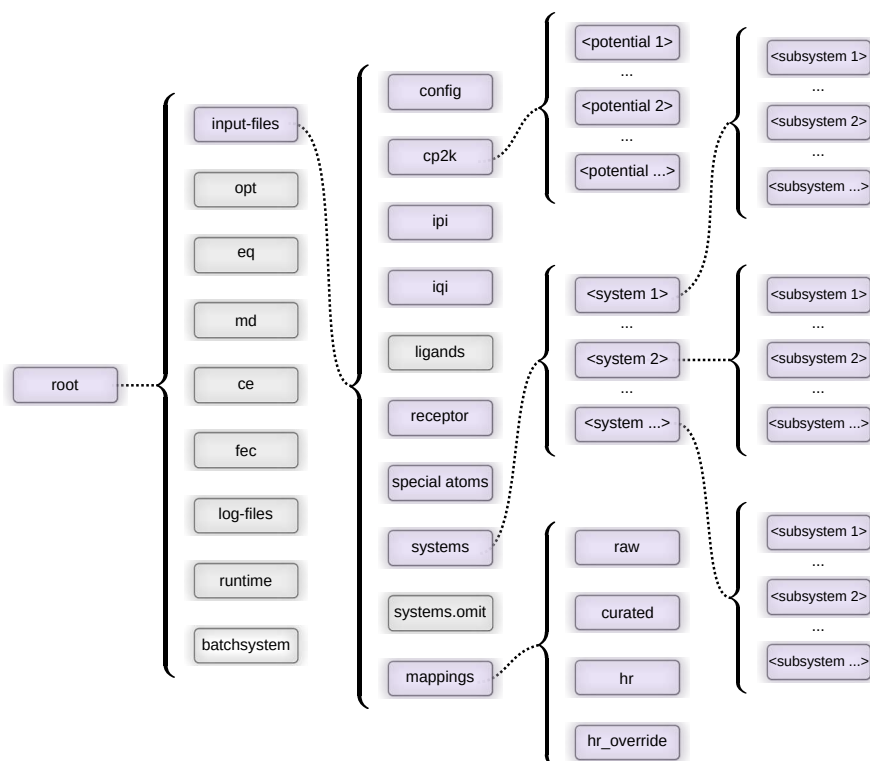 root
input-files
opt
eq
md
ce
fec
log-files
runtime
batchsystem
config
cp2k
ipi
iqi
ligands
receptor
special atoms
systems
systems.omit
mappings
<potential 1>
...
<potential 2>
...
<potential ...>
<system 1>
...
<system 2>
...
<system ...>
raw
curated
hr
hr_override
<subsystem 1>
...
<subsystem 2>
...
<subsystem ...>
<subsystem 1>
...
<subsystem 2>
...
<subsystem ...>
<subsystem 1>
...
<subsystem 2>
...
<subsystem ...>